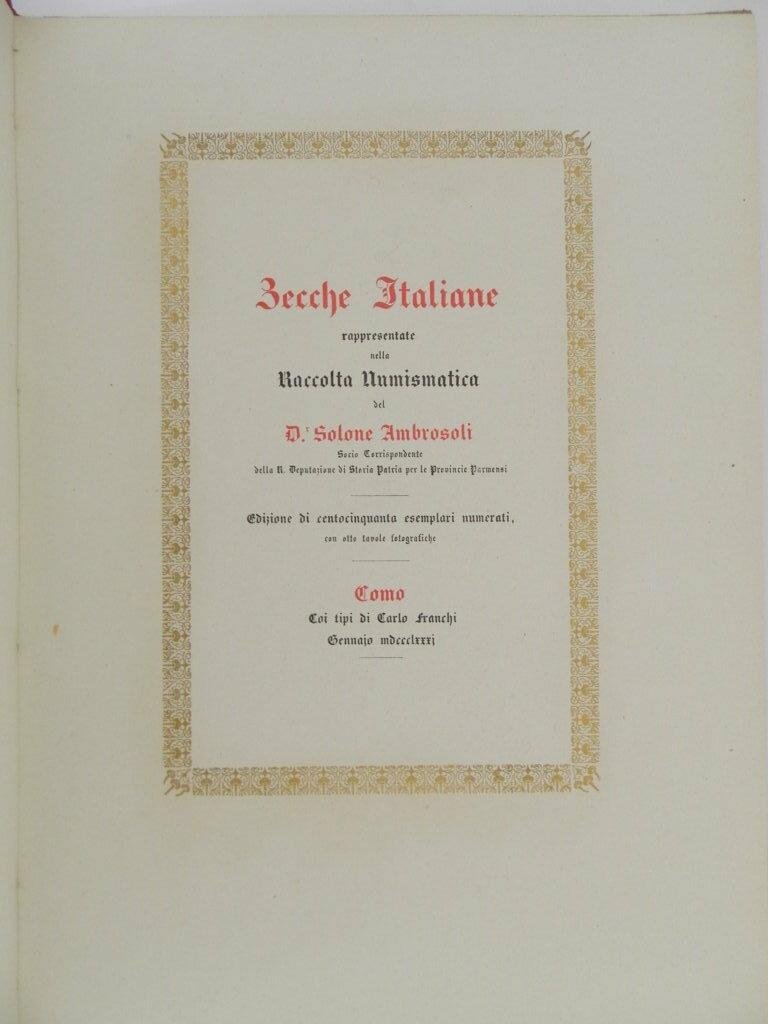 Zecche Italiane
rappresentate
nella
Raccolta Numismatica
del
D.r Solone Ambrosoli
Socio Corrispondente
della R. Deputazione di Storia Patria per le Provincie Parmensi
Edizione di centocinquanta esemplari numerati,
con otto tavole fotografiche
Como
Coi tipi di Carlo Franchi
Gennajo mdccclxxxj